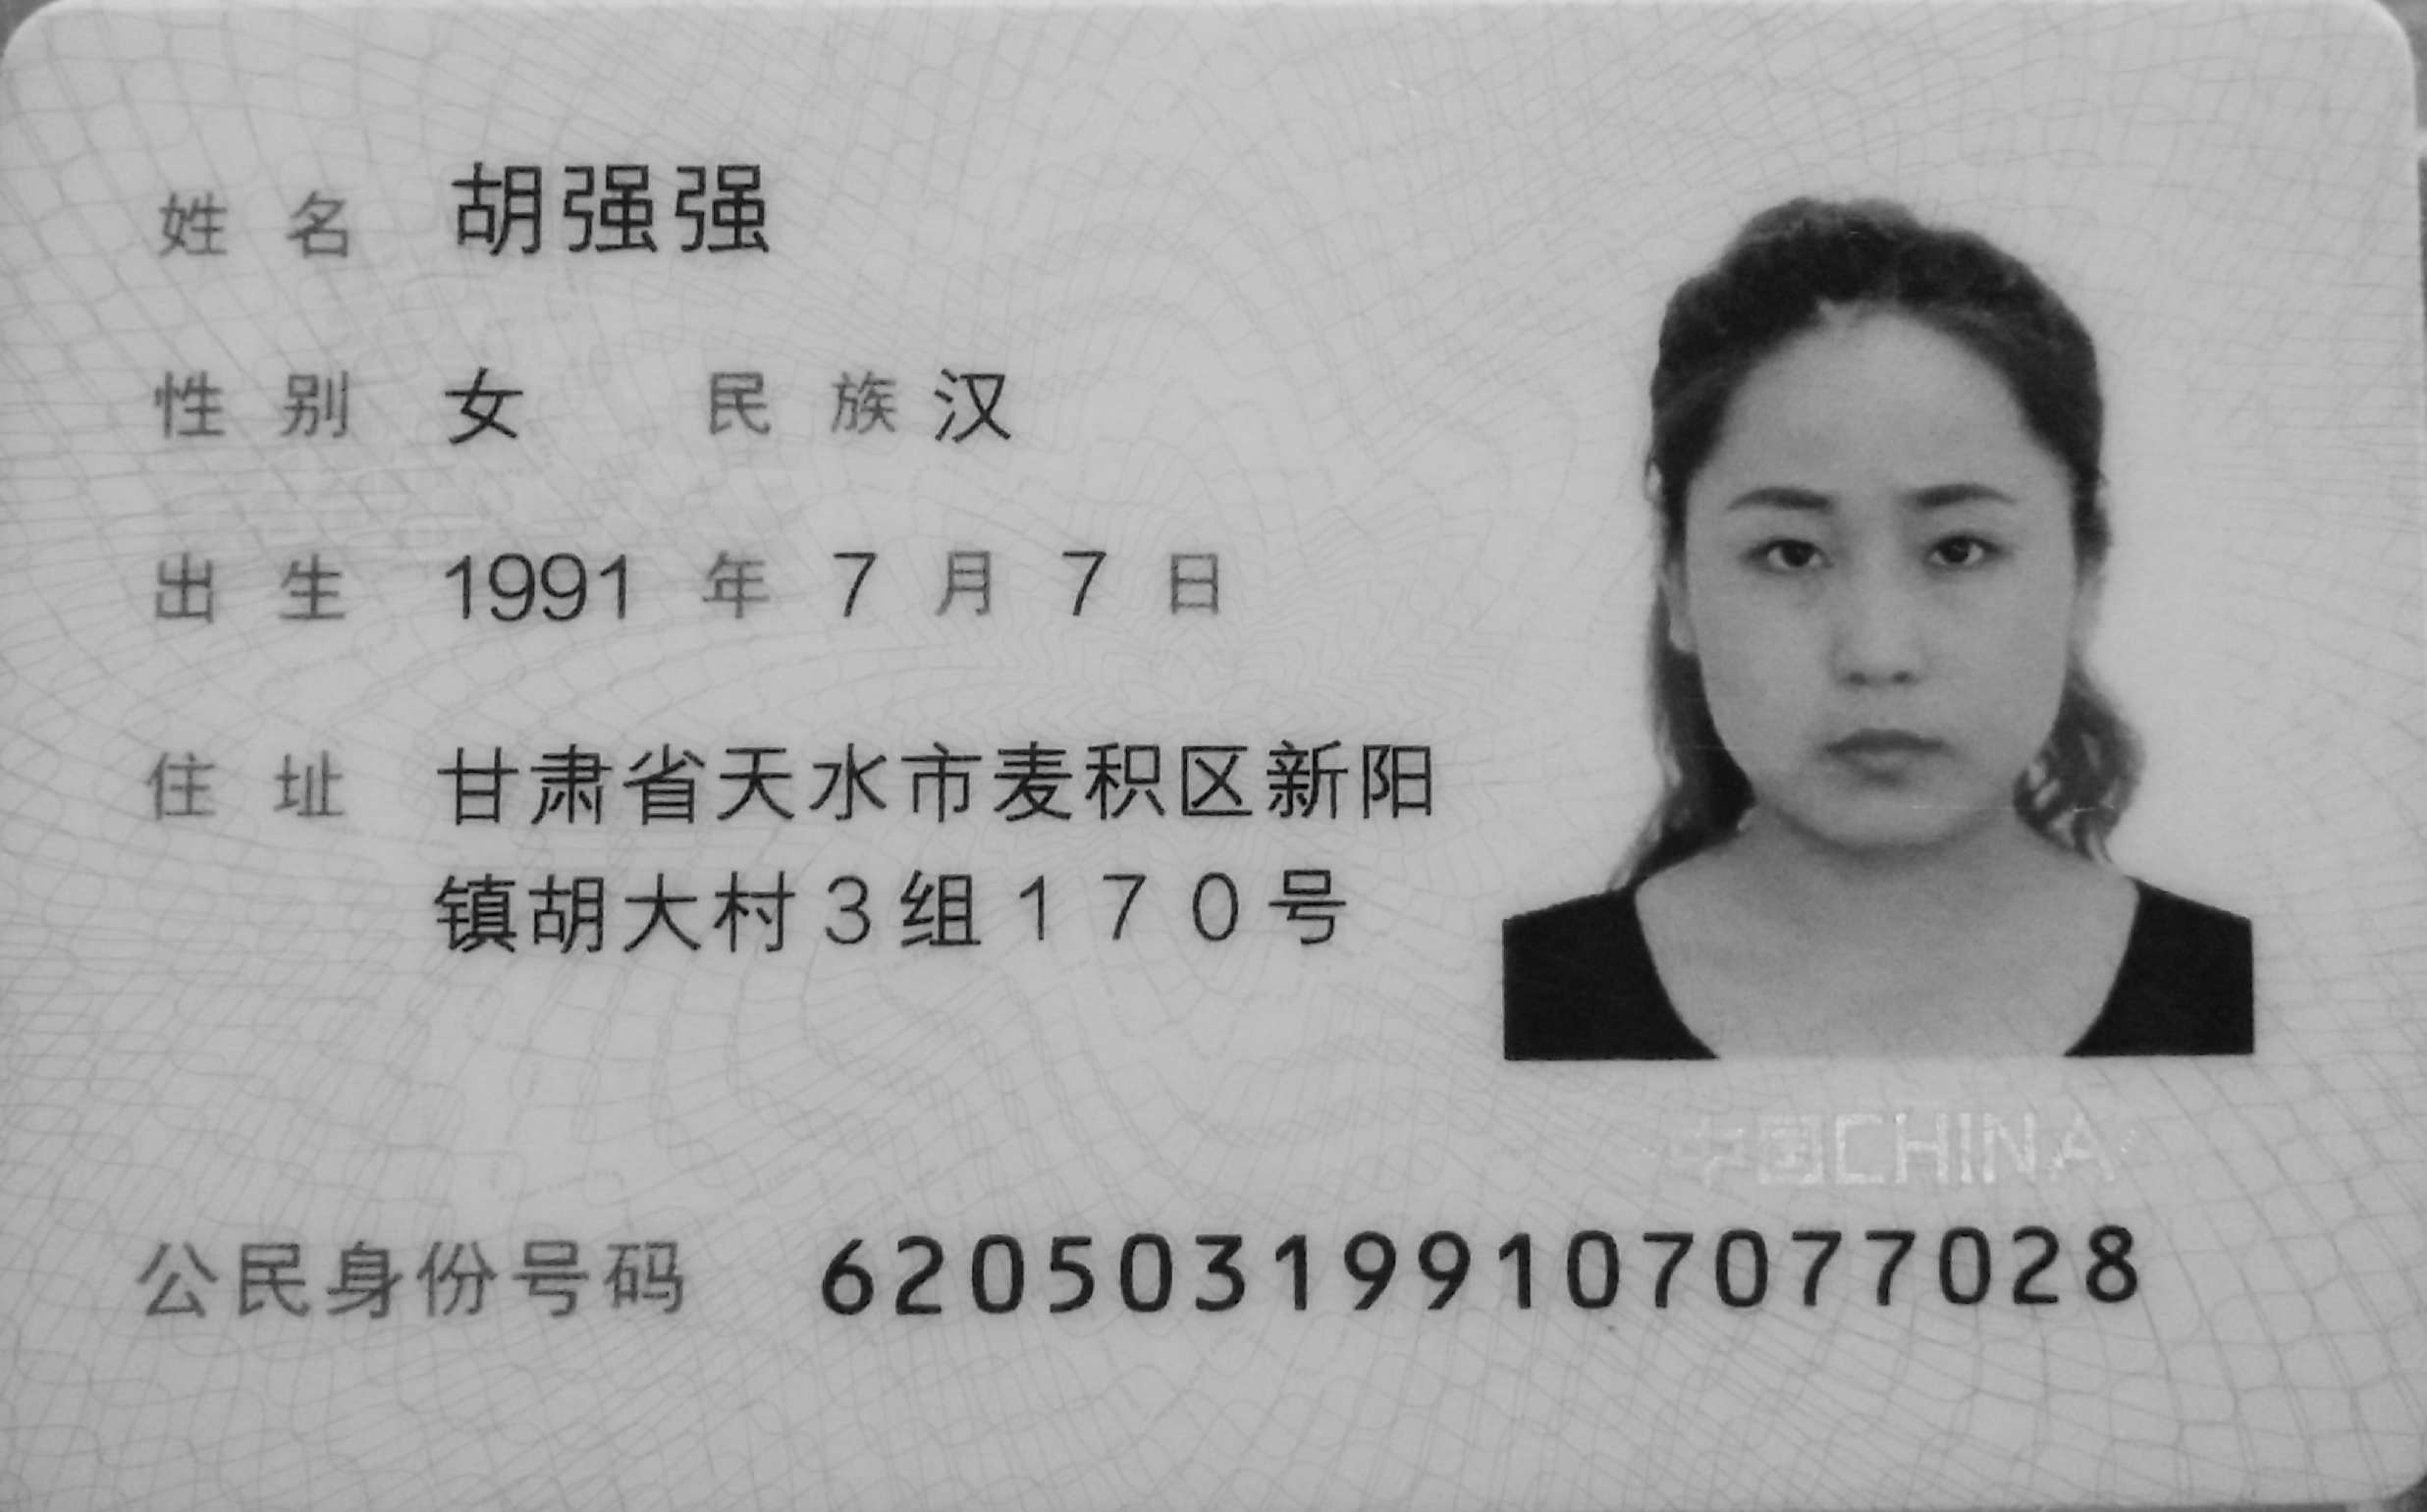 姓名 胡强强
性别 女 民族 汉
出生 1991 年 7 月 7 日
住址 甘肃省天水市麦积区新阳
镇胡大村3组170号
中国CHINA
公民身份号码 620503199107077028